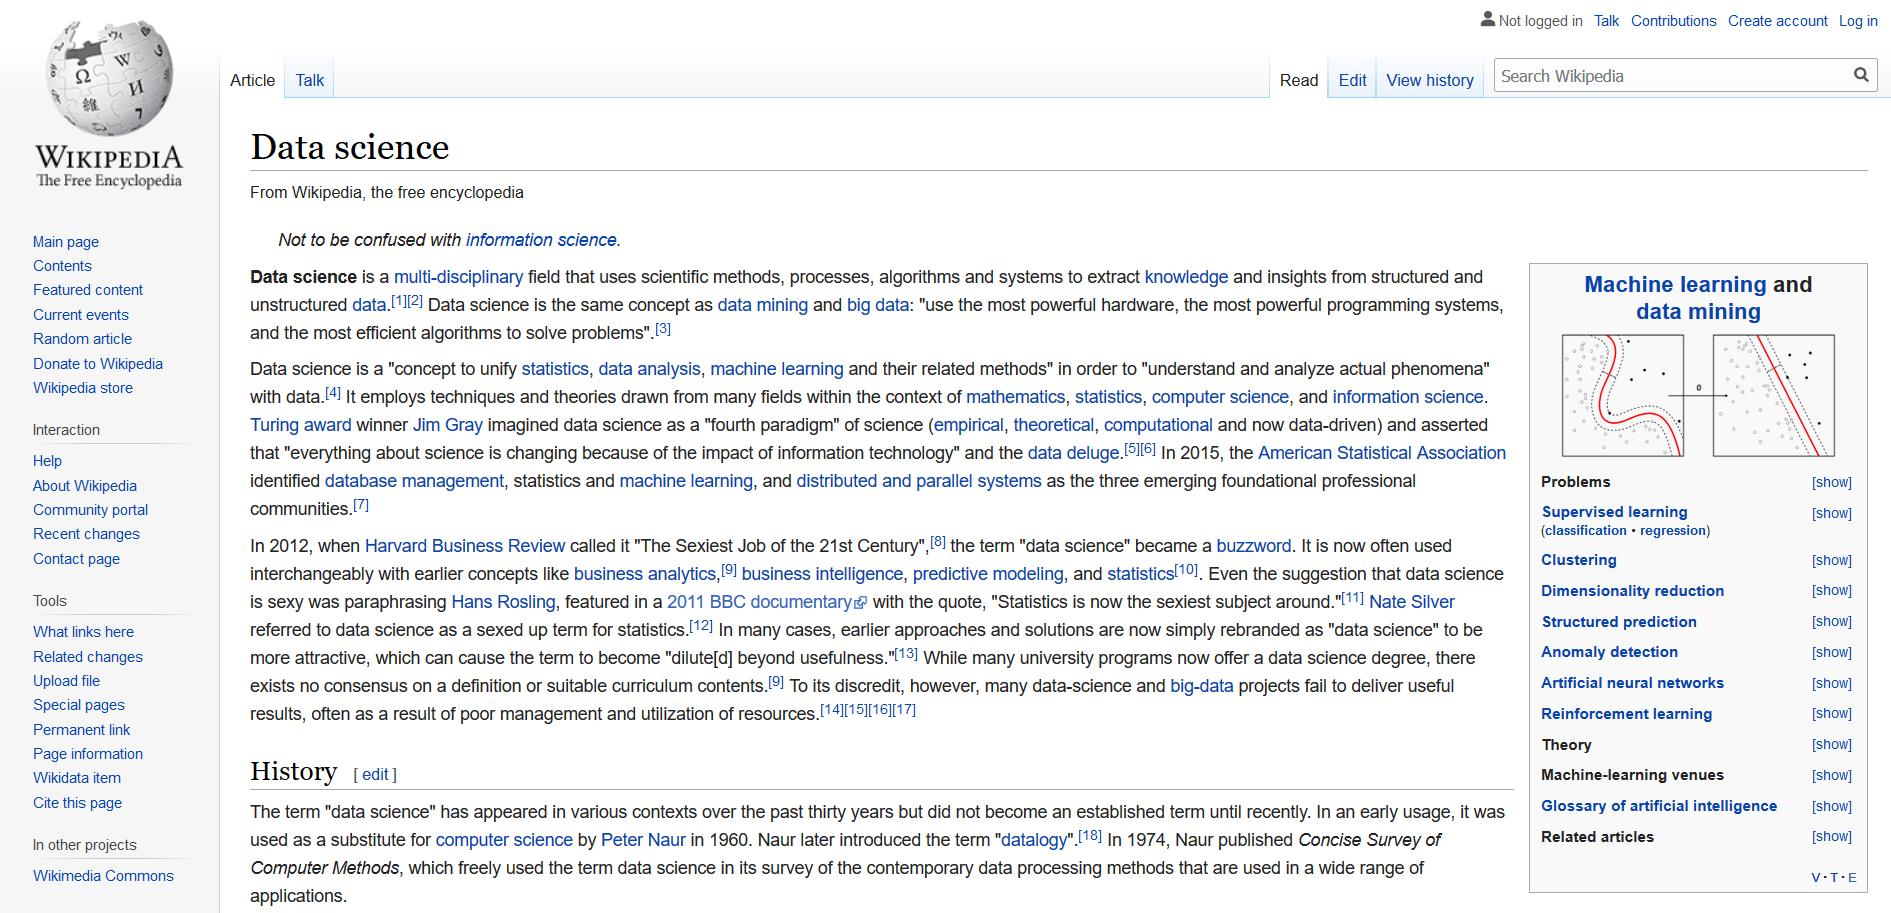 Not logged in Talk Contributions Create account Log in
WIKIPEDIA
The Free Encyclopedia
Article Talk
Read Edit View history
Search Wikipedia
Main page
Contents
Featured content
Current events
Random article
Donate to Wikipedia
Wikipedia store
Interaction
Help
About Wikipedia
Community portal
Recent changes
Contact page
Tools
What links here
Related changes
Upload file
Special pages
Permanent link
Page information
Wikidata item
Cite this page
In other projects
Wikimedia Commons
Data science
From Wikipedia, the free encyclopedia
Not to be confused with information science.
Data science is a multi-disciplinary field that uses scientific methods, processes, algorithms and systems to extract knowledge and insights from structured and
unstructured data.[1][2] Data science is the same concept as data mining and big data: "use the most powerful hardware, the most powerful programming systems,
and the most efficient algorithms to solve problems".[3]
Data science is a "concept to unify statistics, data analysis, machine learning and their related methods" in order to "understand and analyze actual phenomena"
with data.[4] It employs techniques and theories drawn from many fields within the context of mathematics, statistics, computer science, and information science.
Turing award winner Jim Gray imagined data science as a "fourth paradigm" of science (empirical, theoretical, computational and now data-driven) and asserted
that "everything about science is changing because of the impact of information technology" and the data deluge.[5][6] In 2015, the American Statistical Association
identified database management, statistics and machine learning, and distributed and parallel systems as the three emerging foundational professional
communities.[7]
In 2012, when Harvard Business Review called it "The Sexiest Job of the 21st Century",[8] the term "data science" became a buzzword. It is now often used
interchangeably with earlier concepts like business analytics,[9] business intelligence, predictive modeling, and statistics[10]. Even the suggestion that data science
is sexy was paraphrasing Hans Rosling, featured in a 2011 BBC documentary with the quote, "Statistics is now the sexiest subject around."[11] Nate Silver
referred to data science as a sexed up term for statistics.[12] In many cases, earlier approaches and solutions are now simply rebranded as "data science" to be
more attractive, which can cause the term to become "dilute[d] beyond usefulness."[13] While many university programs now offer a data science degree, there
exists no consensus on a definition or suitable curriculum contents.[9] To its discredit, however, many data-science and big-data projects fail to deliver useful
results, often as a result of poor management and utilization of resources.[14][15][16][17]
History [ edit ]
The term "data science" has appeared in various contexts over the past thirty years but did not become an established term until recently. In an early usage, it was
used as a substitute for computer science by Peter Naur in 1960. Naur later introduced the term "datalogy".[18] In 1974, Naur published Concise Survey of
Computer Methods, which freely used the term data science in its survey of the contemporary data processing methods that are used in a wide range of
applications.
Machine learning and
data mining
ø
Problems [show]
Supervised learning [show]
(classification • regression)
Clustering [show]
Dimensionality reduction [show]
Structured prediction [show]
Anomaly detection [show]
Artificial neural networks [show]
Reinforcement learning [show]
Theory [show]
Machine-learning venues [show]
Glossary of artificial intelligence [show]
Related articles [show]
V · T · E